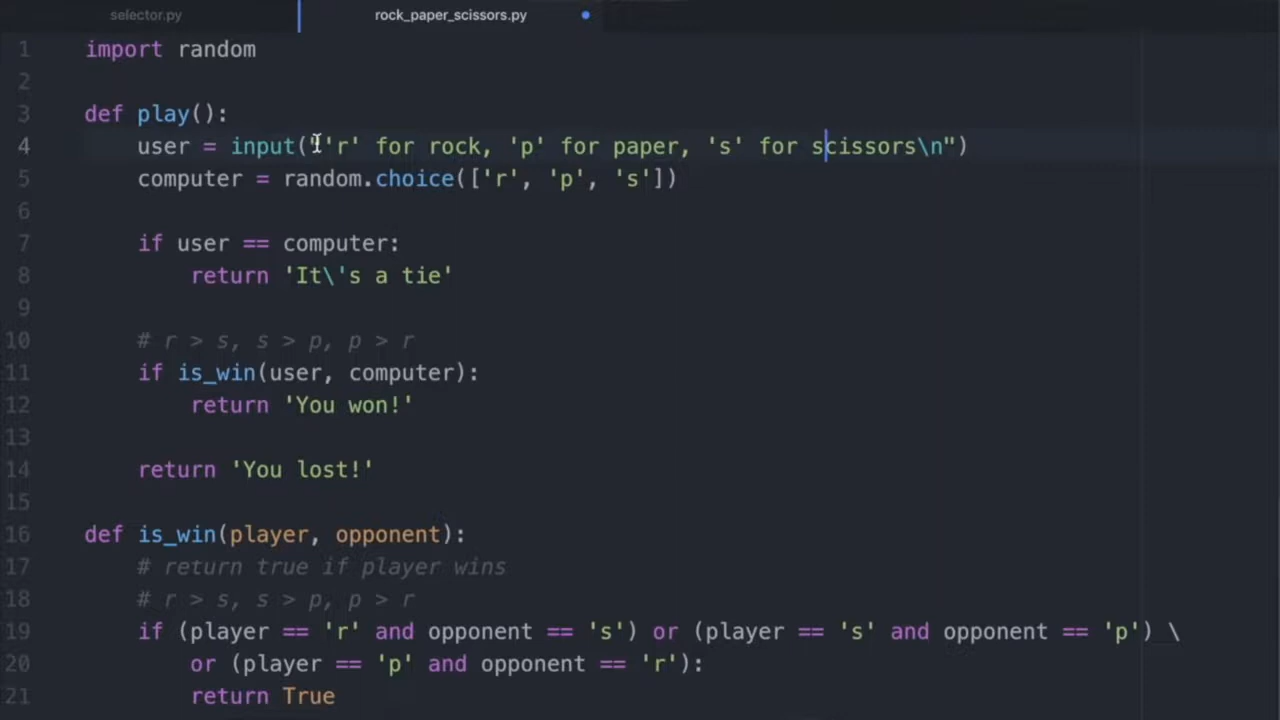 selector.py
rock_paper_scissors.py
1 import random
2
3 def play():
4 user = input("'r' for rock, 'p' for paper, 's' for scissors\n")
5 computer = random.choice(['r', 'p', 's'])
6
7 if user == computer:
8 return 'It\'s a tie'
9
10 # r > s, s > p, p > r
11 if is_win(user, computer):
12 return 'You won!'
13
14 return 'You lost!'
15
16 def is_win(player, opponent):
17 # return true if player wins
18 # r > s, s > p, p > r
19 if (player == 'r' and opponent == 's') or (player == 's' and opponent == 'p') \
20 or (player == 'p' and opponent == 'r'):
21 return True